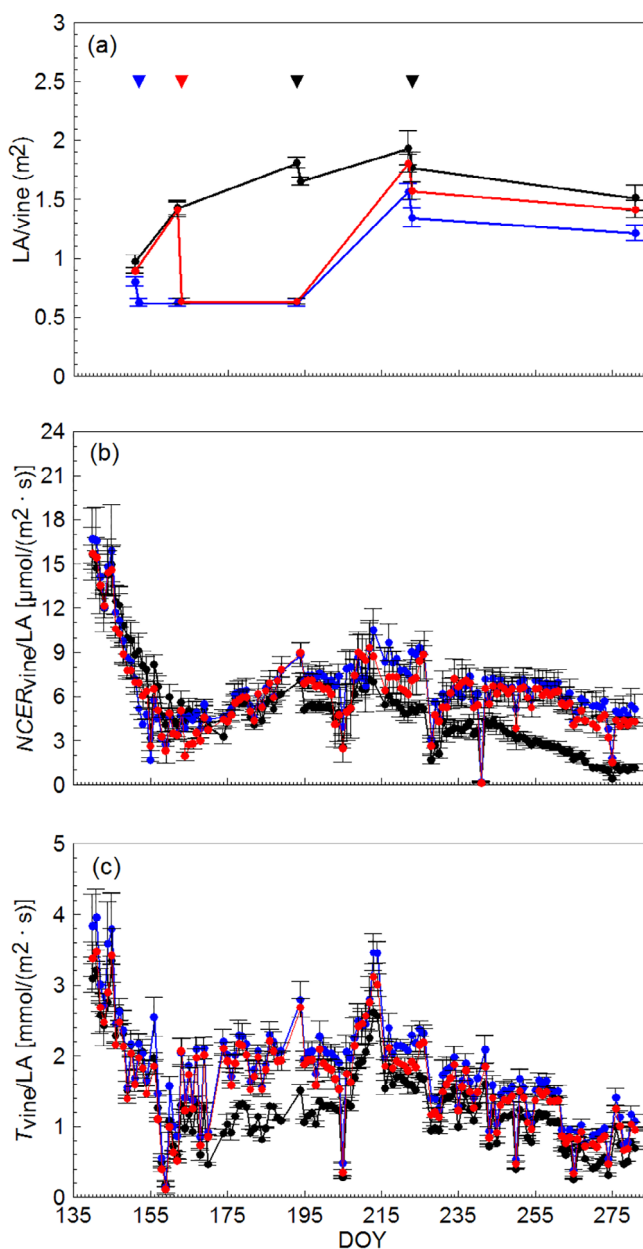 (a)
3
2.5
2
1.5
1
0.5
0
LA/vine (m2)
(b)
24
21
18
15
12
9
6
3
0
NCERvine/LA [μmol/(m2 · s)]
(c)
5
4
3
2
1
0
Tvine/LA [mmol/(m2 · s)]
135 155 175 195 215 235 255 275
DOY